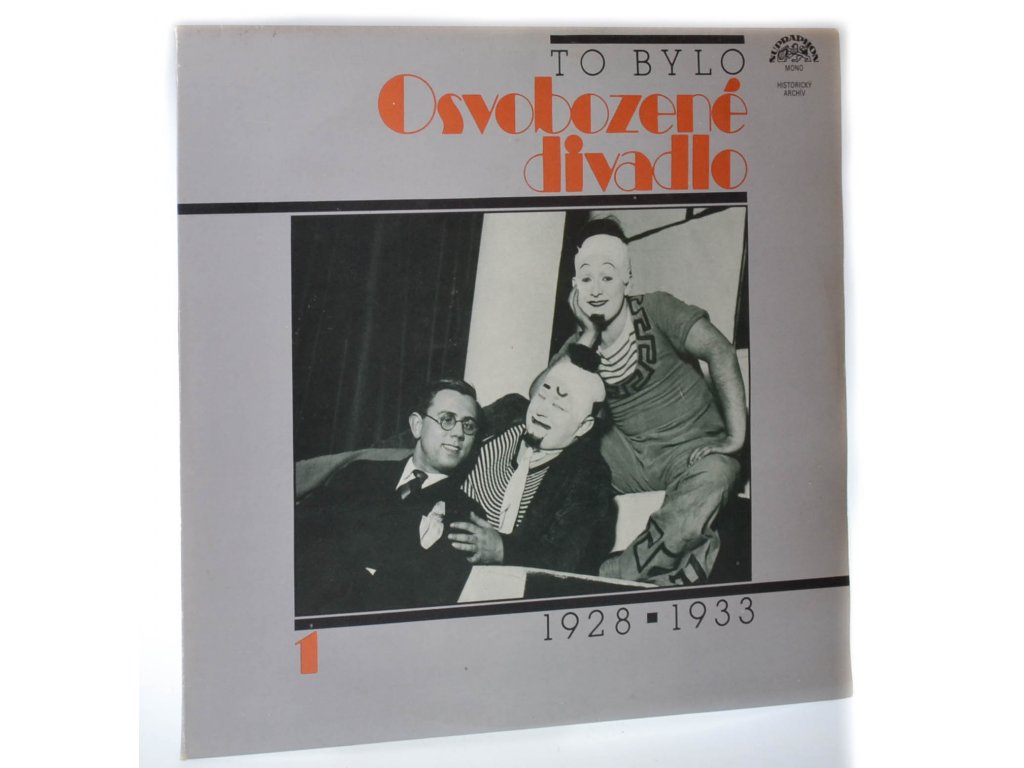 TO BYLO
Osvobozené
divadlo
SUPRAPHON
MONO
HISTORICKÝ
ARCHIV
1928 ▪ 1933
1